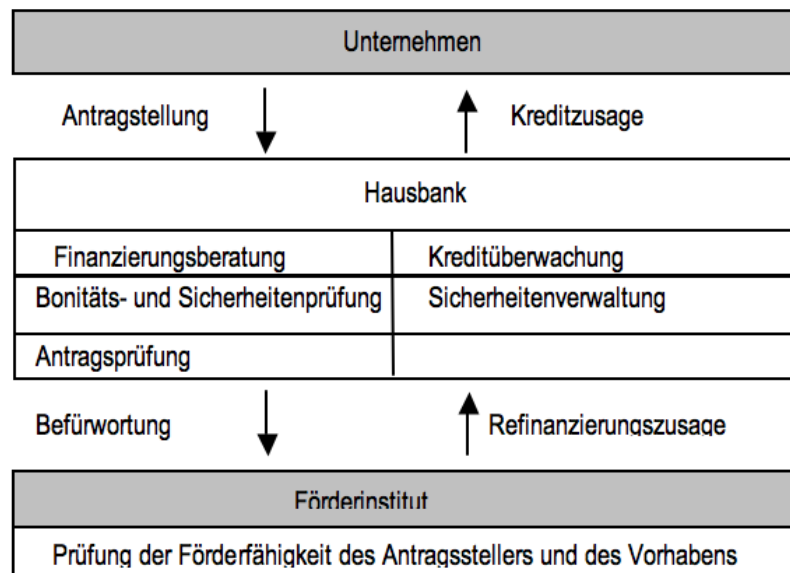 Unternehmen
Antragstellung Kreditzusage
Hausbank
Finanzierungsberatung Kreditüberwachung
Bonitäts- und Sicherheitenprüfung Sicherheitenverwaltung
Antragsprüfung
Befürwortung Refinanzierungszusage
Förderinstitut
Prüfung der Förderfähigkeit des Antragsstellers und des Vorhabens